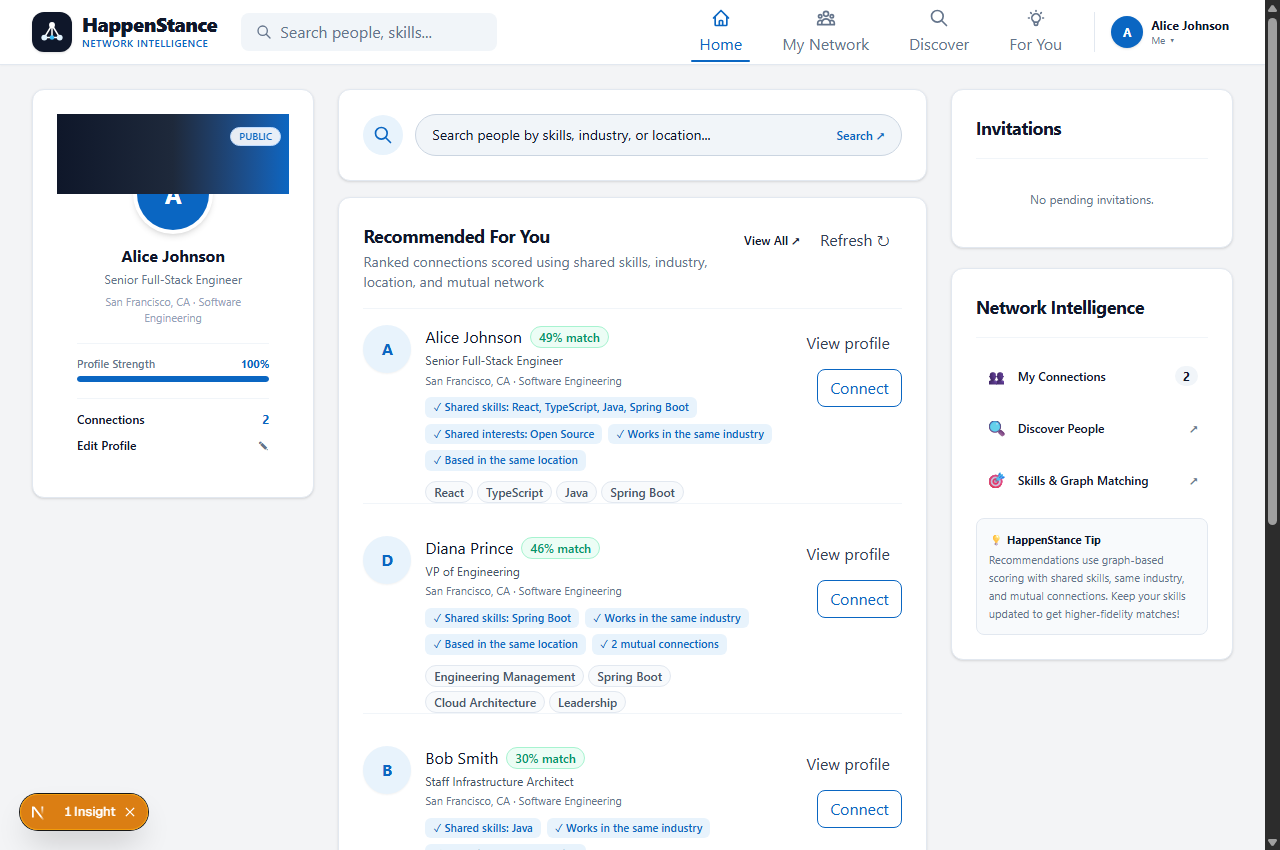 HappenStance
NETWORK INTELLIGENCE
Search people, skills...
Home
My Network
Discover
For You
A
Alice Johnson
Me ▾
PUBLIC
A
Alice Johnson
Senior Full-Stack Engineer
San Francisco, CA · Software
Engineering
Profile Strength 100%
Connections 2
Edit Profile
Search people by skills, industry, or location... Search ↗
Recommended For You
View All ↗ Refresh ↻
Ranked connections scored using shared skills, industry,
location, and mutual network
A
Alice Johnson 49% match
View profile
Senior Full-Stack Engineer
San Francisco, CA · Software Engineering
Connect
✓ Shared skills: React, TypeScript, Java, Spring Boot
✓ Shared interests: Open Source ✓ Works in the same industry
✓ Based in the same location
React TypeScript Java Spring Boot
D
Diana Prince 46% match
View profile
VP of Engineering
San Francisco, CA · Software Engineering
Connect
✓ Shared skills: Spring Boot ✓ Works in the same industry
✓ Based in the same location ✓ 2 mutual connections
Engineering Management Spring Boot
Cloud Architecture Leadership
B
Bob Smith 30% match
View profile
Staff Infrastructure Architect
San Francisco, CA · Software Engineering
Connect
✓ Shared skills: Java ✓ Works in the same industry
Invitations
No pending invitations.
Network Intelligence
My Connections 2
Discover People ↗
Skills & Graph Matching ↗
HappenStance Tip
Recommendations use graph-based
scoring with shared skills, same industry,
and mutual connections. Keep your skills
updated to get higher-fidelity matches!
N 1 Insight ×